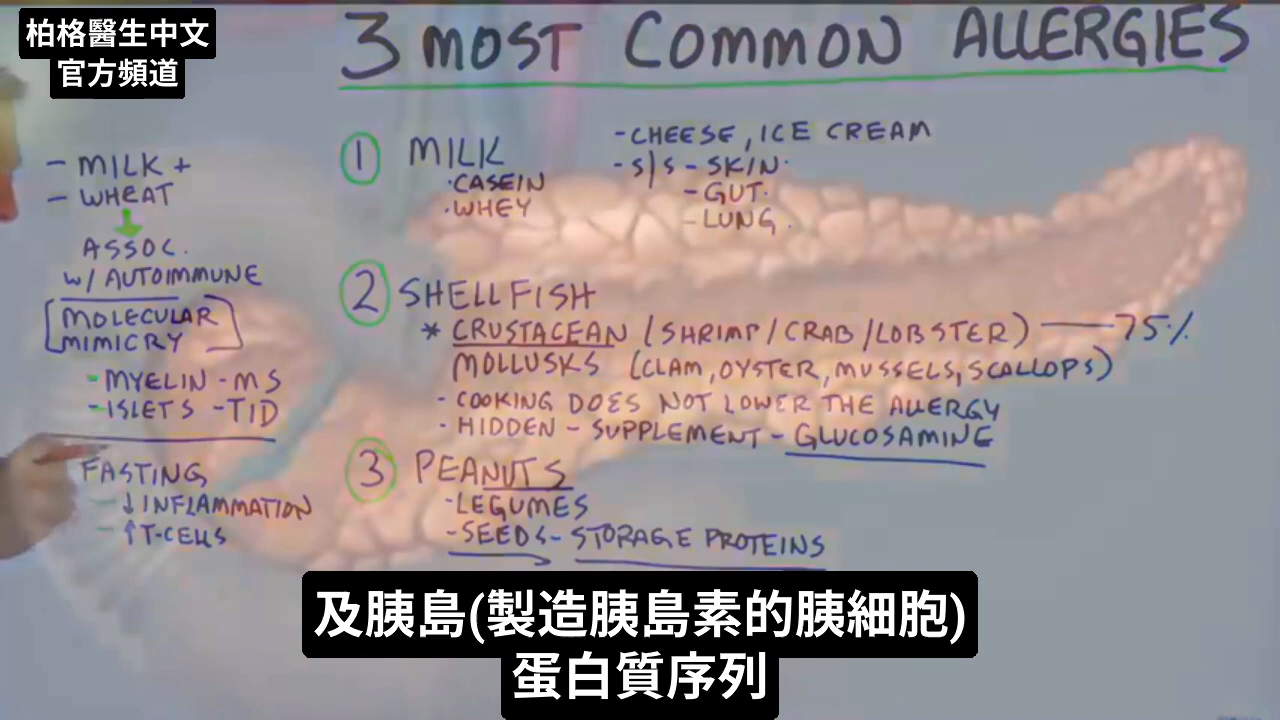 柏格醫生中文
官方頻道
3 MOST COMMON ALLERGIES
- MILK +
- WHEAT
ASSOC.
w/ AUTOIMMUNE
[MOLECULAR
MIMICRY]
- MYELIN - MS
- ISLETS - T1D
FASTING
- ↓ INFLAMMATION
- ↑ T-CELLS
① MILK
· CASEIN
· WHEY
- CHEESE, ICE CREAM
- S/S - SKIN
- GUT
- LUNG
② SHELLFISH
* CRUSTACEAN (SHRIMP/CRAB/LOBSTER) — 75%
MOLLUSKS (CLAM, OYSTER, MUSSELS, SCALLOPS)
- COOKING DOES NOT LOWER THE ALLERGY
· HIDDEN - SUPPLEMENT - GLUCOSAMINE
③ PEANUTS
- LEGUMES
- SEEDS - STORAGE PROTEINS
及胰島(製造胰島素的胰細胞)
蛋白質序列